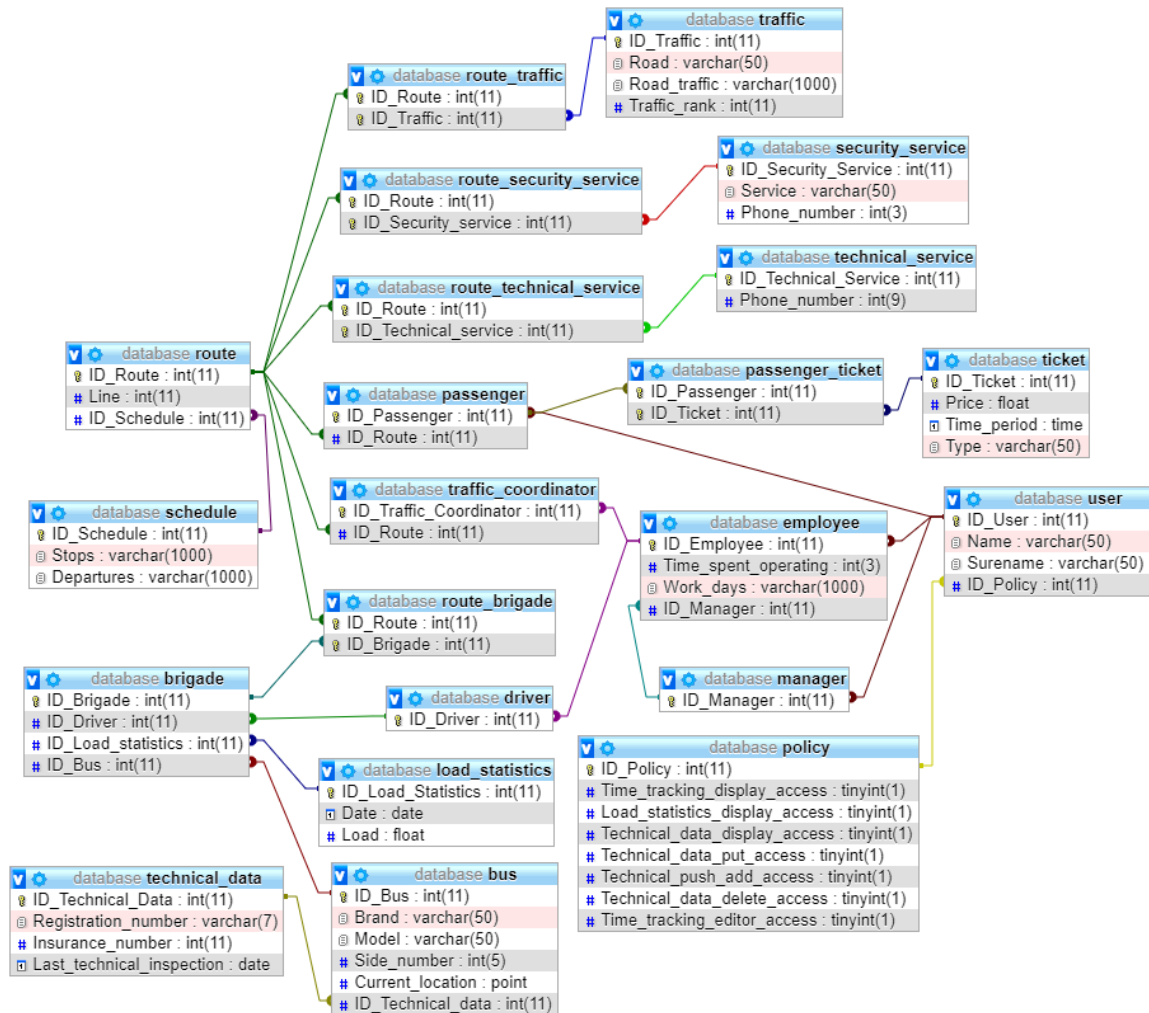 database traffic
ID_Traffic : int(11)
Road : varchar(50)
Road_traffic : varchar(1000)
# Traffic_rank : int(11)
database route_traffic
ID_Route : int(11)
ID_Traffic : int(11)
database security_service
ID_Security_Service : int(11)
Service : varchar(50)
# Phone_number : int(3)
database route_security_service
ID_Route : int(11)
ID_Security_service : int(11)
database technical_service
ID_Technical_Service : int(11)
# Phone_number : int(9)
database route_technical_service
ID_Route : int(11)
ID_Technical_service : int(11)
database route
ID_Route : int(11)
# Line : int(11)
# ID_Schedule : int(11)
database passenger
ID_Passenger : int(11)
# ID_Route : int(11)
database passenger_ticket
ID_Passenger : int(11)
ID_Ticket : int(11)
database ticket
ID_Ticket : int(11)
# Price : float
Time_period : time
Type : varchar(50)
database schedule
ID_Schedule : int(11)
Stops : varchar(1000)
Departures : varchar(1000)
database traffic_coordinator
ID_Traffic_Coordinator : int(11)
# ID_Route : int(11)
database employee
ID_Employee : int(11)
# Time_spent_operating : int(3)
Work_days : varchar(1000)
# ID_Manager : int(11)
database user
ID_User : int(11)
Name : varchar(50)
Surename : varchar(50)
# ID_Policy : int(11)
database route_brigade
ID_Route : int(11)
ID_Brigade : int(11)
database brigade
ID_Brigade : int(11)
# ID_Driver : int(11)
# ID_Load_statistics : int(11)
# ID_Bus : int(11)
database driver
ID_Driver : int(11)
database manager
ID_Manager : int(11)
database policy
ID_Policy : int(11)
# Time_tracking_display_access : tinyint(1)
# Load_statistics_display_access : tinyint(1)
# Technical_data_display_access : tinyint(1)
# Technical_data_put_access : tinyint(1)
# Technical_push_add_access : tinyint(1)
# Technical_data_delete_access : tinyint(1)
# Time_tracking_editor_access : tinyint(1)
database load_statistics
ID_Load_Statistics : int(11)
Date : date
# Load : float
database technical_data
ID_Technical_Data : int(11)
Registration_number : varchar(7)
# Insurance_number : int(11)
Last_technical_inspection : date
database bus
ID_Bus : int(11)
Brand : varchar(50)
Model : varchar(50)
# Side_number : int(5)
# Current_location : point
# ID_Technical_data : int(11)